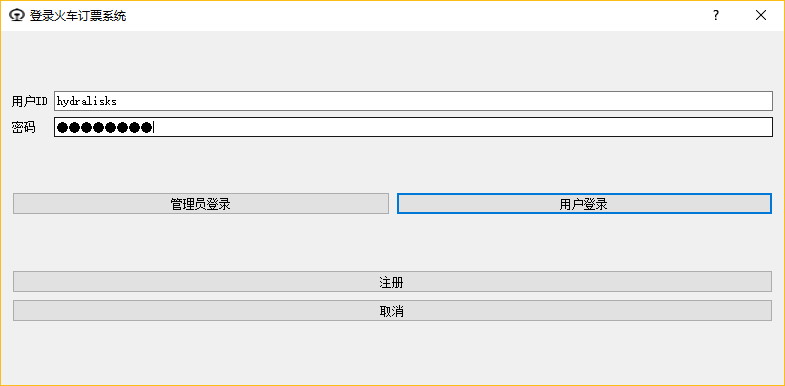 登录火车订票系统
用户ID hydralisks
密码 ●●●●●●●●
管理员登录 用户登录
注册
取消